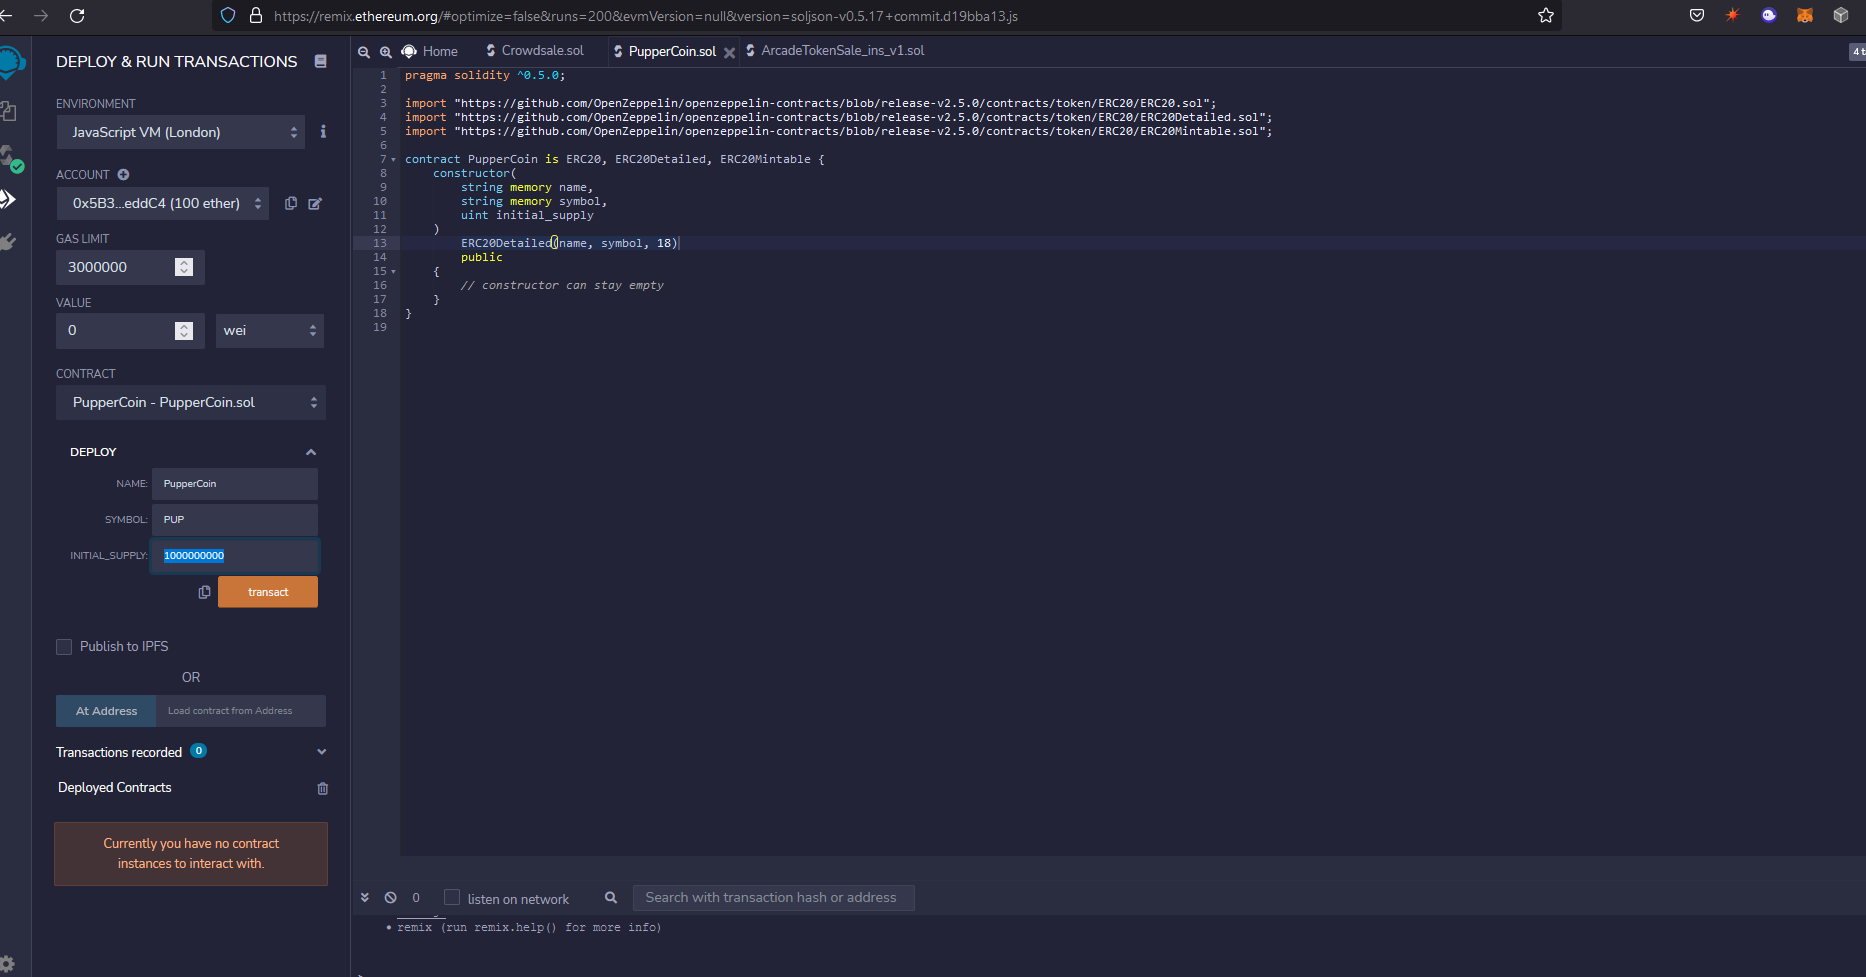 https://remix.ethereum.org/#optimize=false&runs=200&evmVersion=null&version=soljson-v0.5.17+commit.d19bba13.js
DEPLOY & RUN TRANSACTIONS
ENVIRONMENT
JavaScript VM (London)
ACCOUNT
0x5B3...eddC4 (100 ether)
GAS LIMIT
3000000
VALUE
0
wei
CONTRACT
PupperCoin - PupperCoin.sol
DEPLOY
NAME: PupperCoin
SYMBOL: PUP
INITIAL_SUPPLY: 1000000000
transact
Publish to IPFS
OR
At Address Load contract from Address
Transactions recorded 0
Deployed Contracts
Currently you have no contract
instances to interact with.
Home Crowdsale.sol PupperCoin.sol ArcadeTokenSale_ins_v1.sol
4 t
1 pragma solidity ^0.5.0;
2
3 import "https://github.com/OpenZeppelin/openzeppelin-contracts/blob/release-v2.5.0/contracts/token/ERC20/ERC20.sol";
4 import "https://github.com/OpenZeppelin/openzeppelin-contracts/blob/release-v2.5.0/contracts/token/ERC20/ERC20Detailed.sol";
5 import "https://github.com/OpenZeppelin/openzeppelin-contracts/blob/release-v2.5.0/contracts/token/ERC20/ERC20Mintable.sol";
6
7 contract PupperCoin is ERC20, ERC20Detailed, ERC20Mintable {
8 constructor(
9 string memory name,
10 string memory symbol,
11 uint initial_supply
12 )
13 ERC20Detailed(name, symbol, 18)
14 public
15 {
16 // constructor can stay empty
17 }
18 }
19
0 listen on network Search with transaction hash or address
• remix (run remix.help() for more info)
>